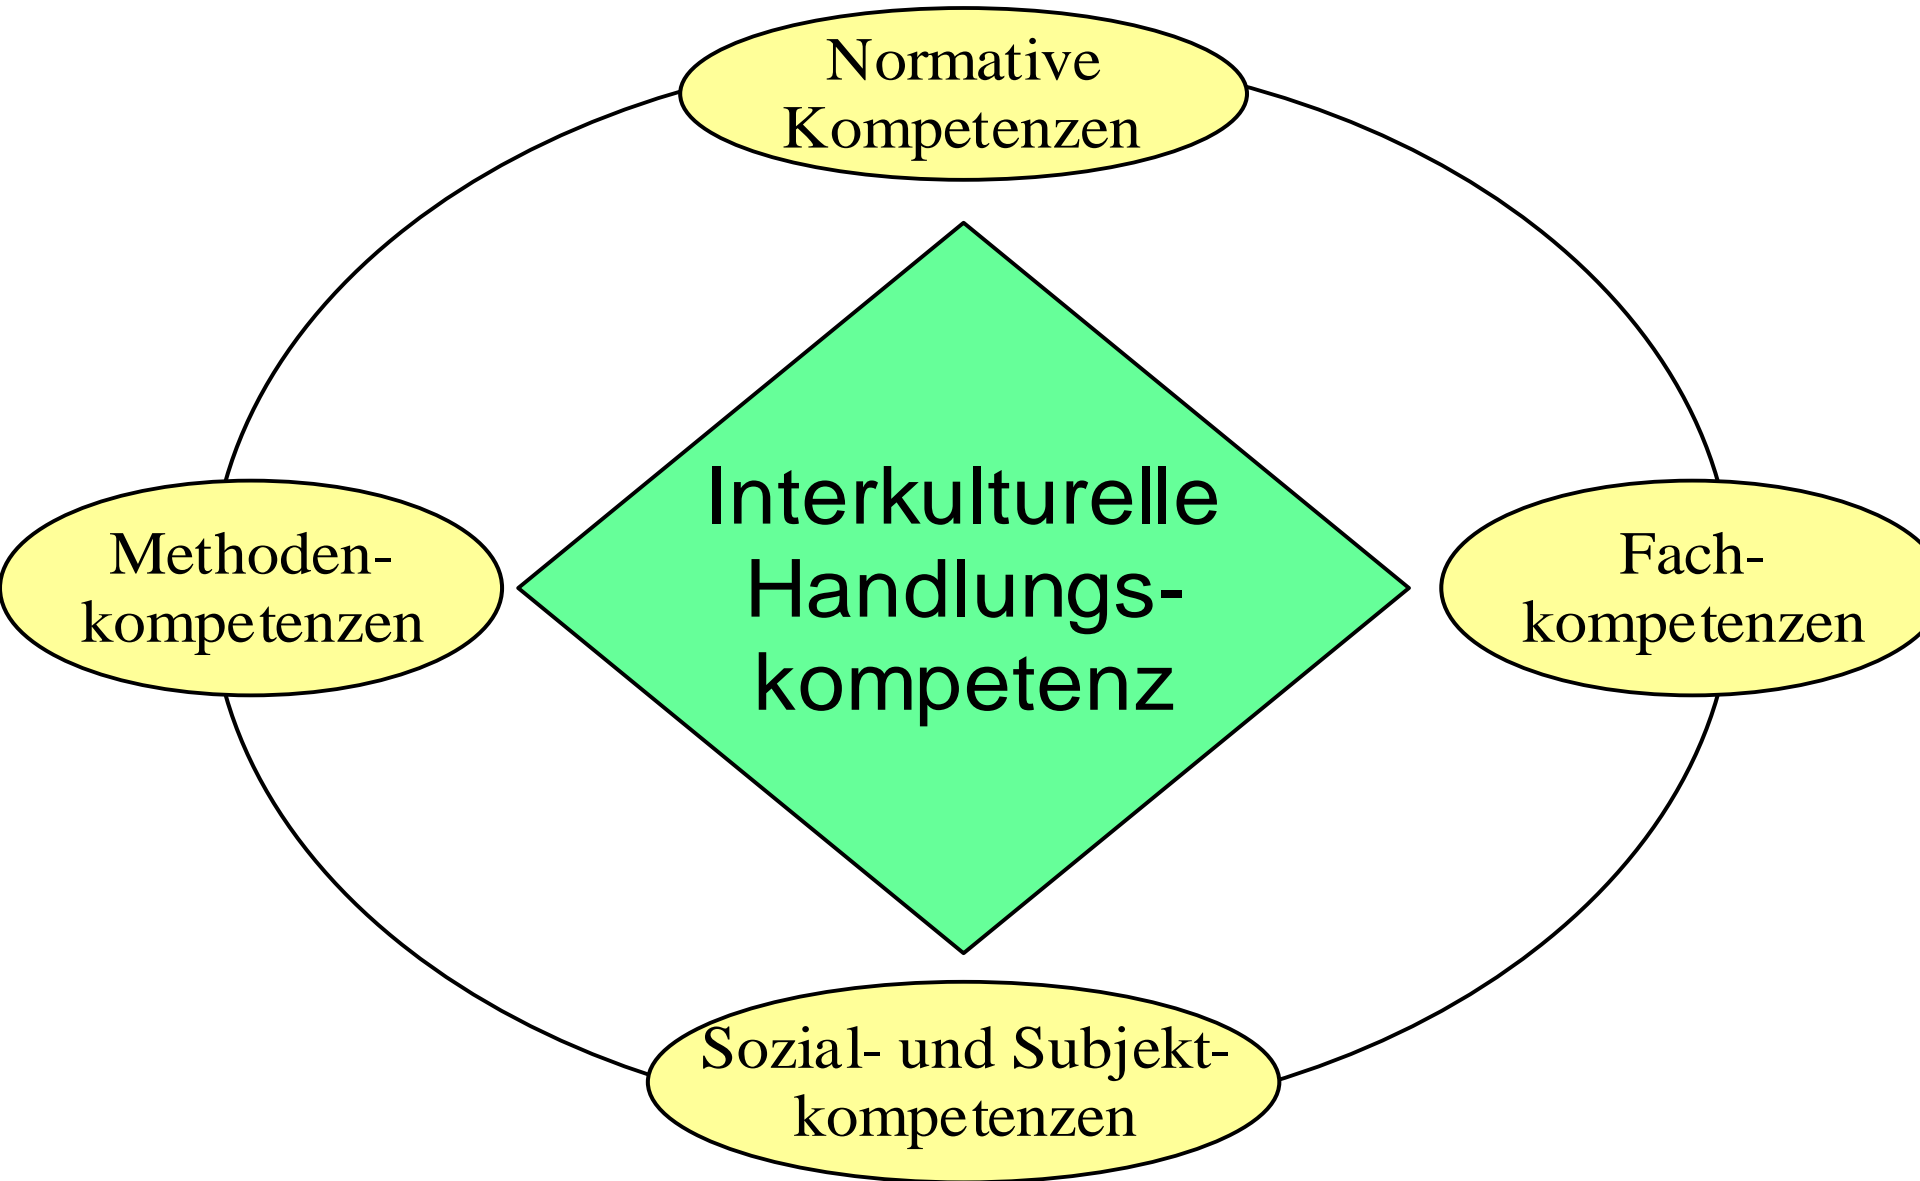 Normative
Kompetenzen
Interkulturelle
Handlungs-
kompetenz
Methoden-
kompetenzen
Fach-
kompetenzen
Sozial- und Subjekt-
kompetenzen